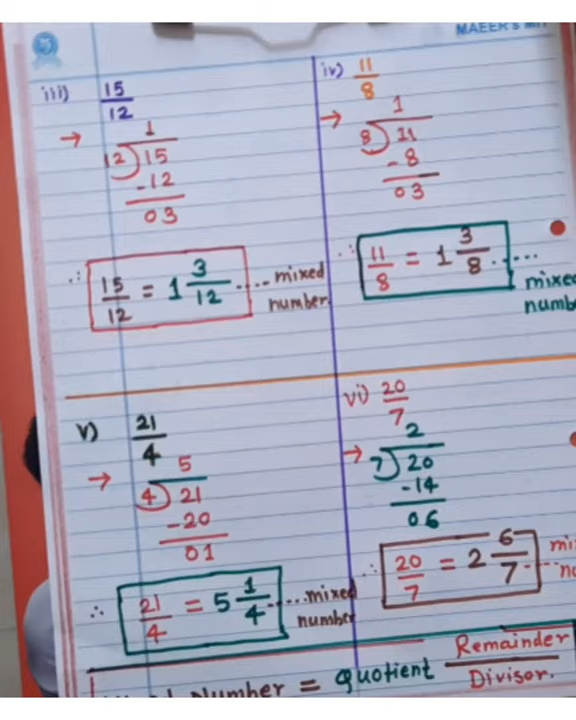 MAEER's MIT
iii) 15/12
→ 1
12) 15
-12
03
∴ 15/12 = 1 3/12 .... mixed
number.
iv) 11/8
→ 1
8) 11
-8
03
∴ 11/8 = 1 3/8 .....
mixed
v) 21/4
→ 5
4) 21
-20
01
∴ 21/4 = 5 1/4 ..... mixed
number
vi) 20/7
→ 2
7) 20
-14
06
∴ 20/7 = 2 6/7 .....
Number = quotient Remainder/Divisor.